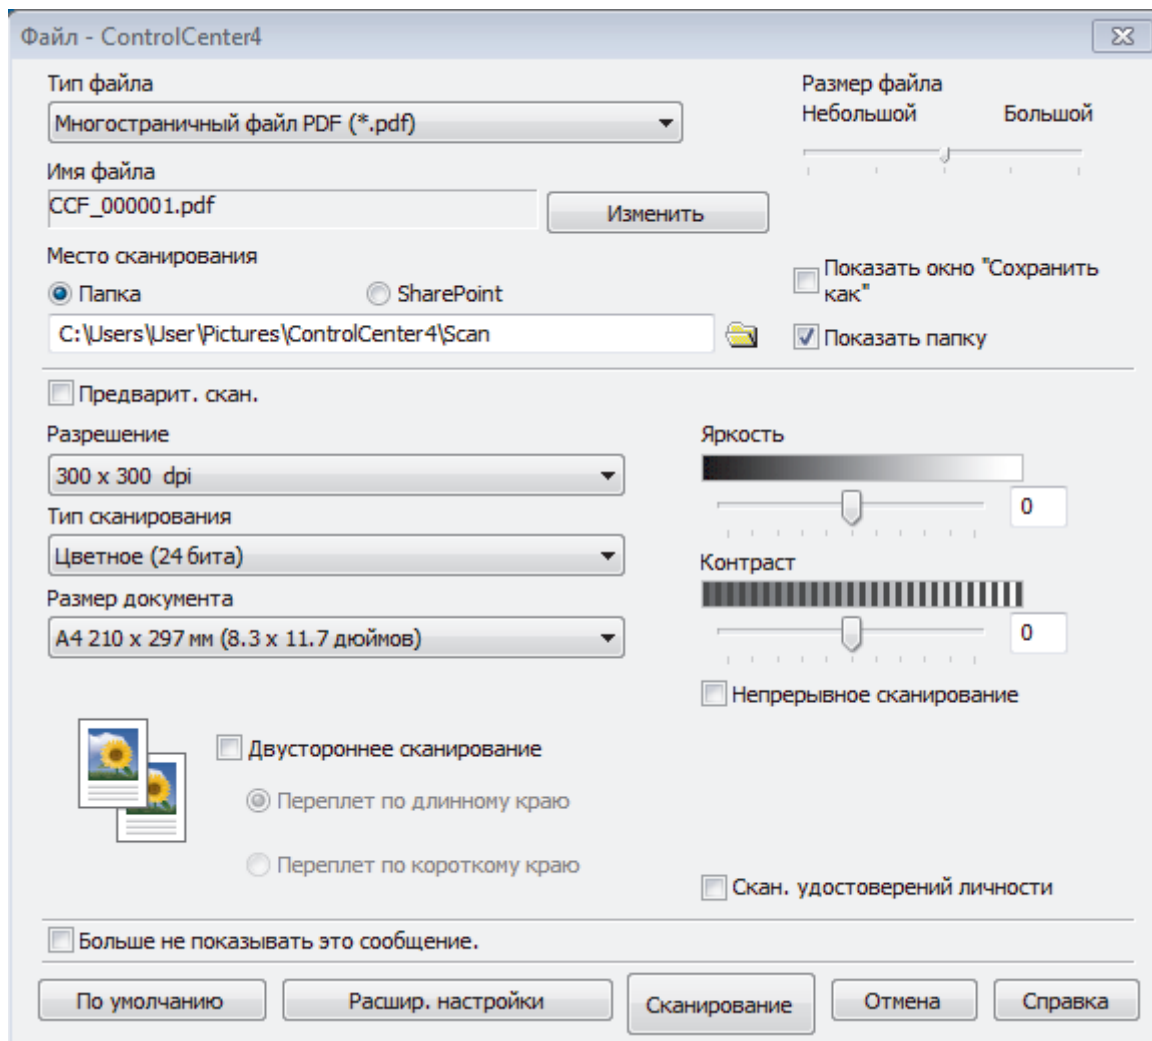 Файл - ControlCenter4
Тип файла
Размер файла
Небольшой Большой
Многостраничный файл PDF (*.pdf)
Имя файла
CCF_000001.pdf
Изменить
Место сканирования
Показать окно "Сохранить
как"
Папка SharePoint
C:\Users\User\Pictures\ControlCenter4\Scan
Показать папку
Предварит. скан.
Разрешение
Яркость
300 x 300 dpi
0
Тип сканирования
Цветное (24 бита)
Контраст
Размер документа
A4 210 x 297 мм (8.3 x 11.7 дюймов)
0
Непрерывное сканирование
Двустороннее сканирование
Переплет по длинному краю
Переплет по короткому краю
Скан. удостоверений личности
Больше не показывать это сообщение.
По умолчанию Расшир. настройки Сканирование Отмена Справка